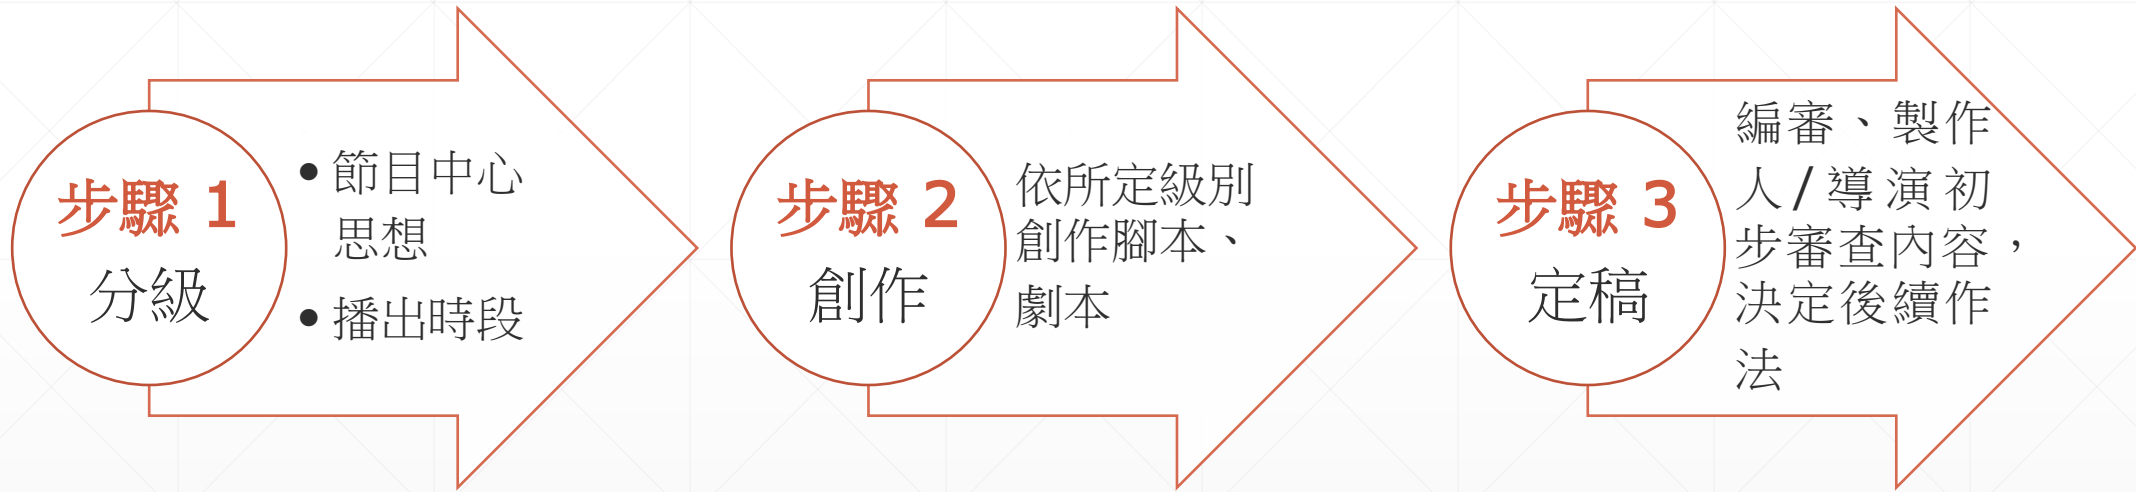 步驟 1
分級
• 節目中心
思想
• 播出時段
步驟 2
創作
依所定級別
創作腳本、
劇本
步驟 3
定稿
編審、製作
人/導演初
步審查內容，
決定後續作
法